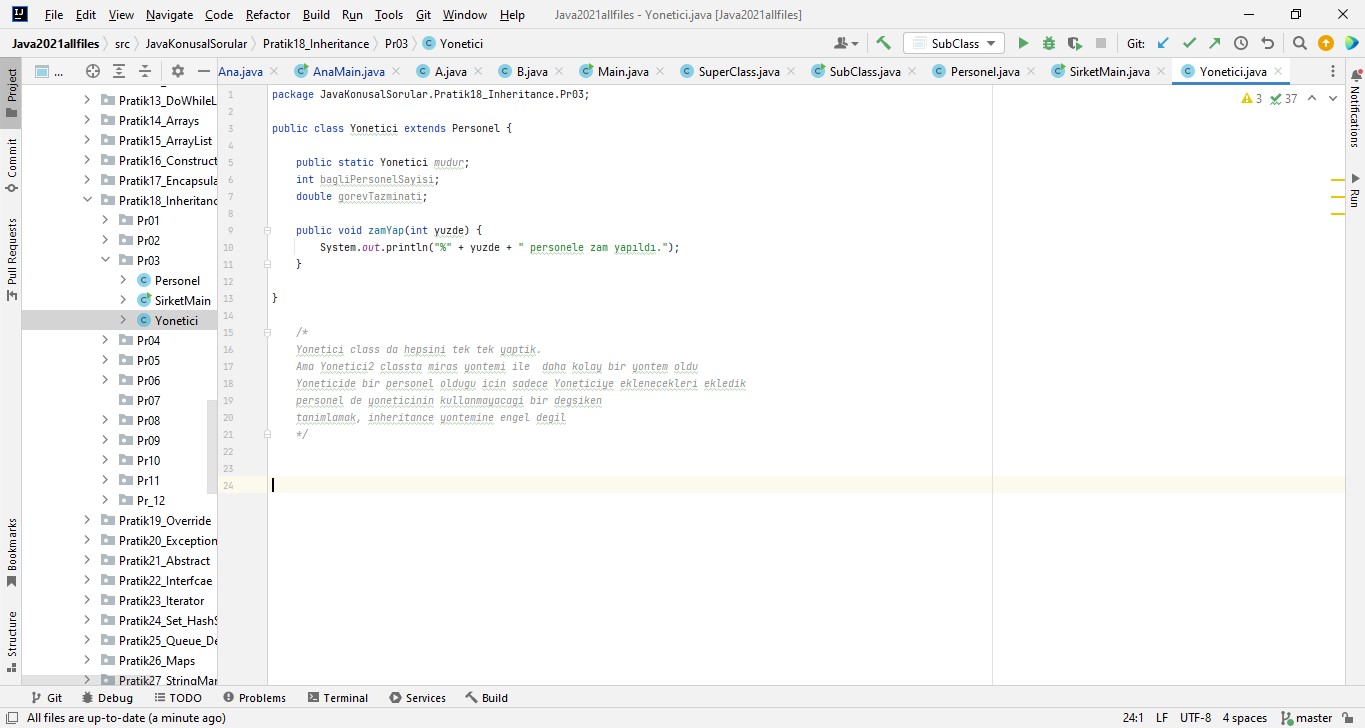 File Edit View Navigate Code Refactor Build Run Tools Git Window Help Java2021allfiles - Yonetici.java [Java2021allfiles]
Java2021allfiles src JavaKonusalSorular Pratik18_Inheritance Pr03 Yonetici SubClass Git:
... Ana.java AnaMain.java A.java B.java Main.java SuperClass.java SubClass.java Personel.java SirketMain.java Yonetici.java
Project
Commit
Pull Requests
Bookmarks
Structure
Notifications
Run
Pratik13_DoWhileL
Pratik14_Arrays
Pratik15_ArrayList
Pratik16_Construct
Pratik17_Encapsula
Pratik18_Inheritanc
Pr01
Pr02
Pr03
Personel
SirketMain
Yonetici
Pr04
Pr05
Pr06
Pr07
Pr08
Pr09
Pr10
Pr11
Pr_12
Pratik19_Override
Pratik20_Exception
Pratik21_Abstract
Pratik22_Interfcae
Pratik23_Iterator
Pratik24_Set_HashS
Pratik25_Queue_De
Pratik26_Maps
Pratik27_StringMar
3 37
1 package JavaKonusalSorular.Pratik18_Inheritance.Pr03;
2
3 public class Yonetici extends Personel {
4
5 public static Yonetici mudur;
6 int bagliPersonelSayisi;
7 double gorevTazminati;
8
9 public void zamYap(int yuzde) {
10 System.out.println("%" + yuzde + " personele zam yapıldı.");
11 }
12
13 }
14
15 /*
16 Yonetici class da hepsini tek tek yaptik.
17 Ama Yonetici2 classta miras yontemi ile  daha kolay bir yontem oldu
18 Yoneticide bir personel oldugu icin sadece Yoneticiye eklenecekleri ekledik
19 personel de yoneticinin kullanmayacagi bir degsiken
20 tanimlamak, inheritance yontemine engel degil
21 */
22
23
24
Git Debug TODO Problems Terminal Services Build
All files are up-to-date (a minute ago) 24:1 LF UTF-8 4 spaces master